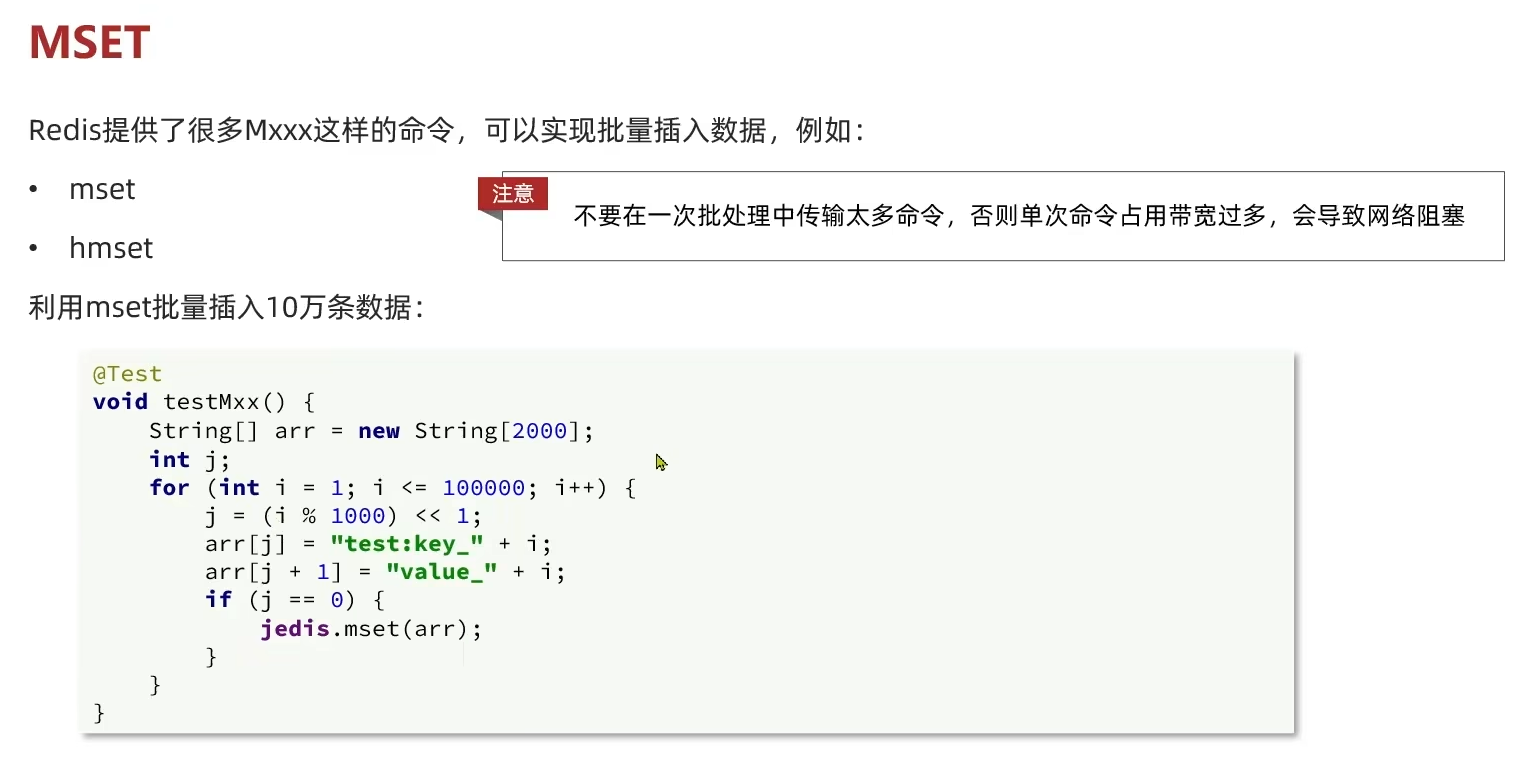 MSET
Redis提供了很多Mxxx这样的命令，可以实现批量插入数据，例如：
• mset
注意
不要在一次批处理中传输太多命令，否则单次命令占用带宽过多，会导致网络阻塞
• hmset
利用mset批量插入10万条数据：
@Test
void testMxx() {
    String[] arr = new String[2000];
    int j;
    for (int i = 1; i <= 100000; i++) {
        j = (i % 1000) << 1;
        arr[j] = "test:key_" + i;
        arr[j + 1] = "value_" + i;
        if (j == 0) {
            jedis.mset(arr);
        }
    }
}